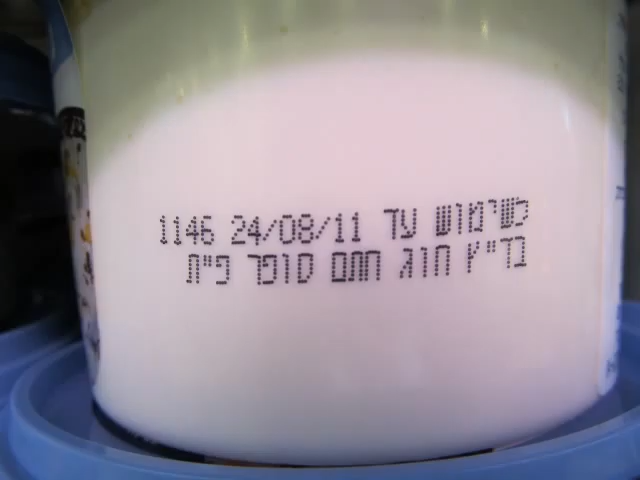 לשימוש עד 24/08/11 1146
בד"ץ חוג חתם סופר פ"ת